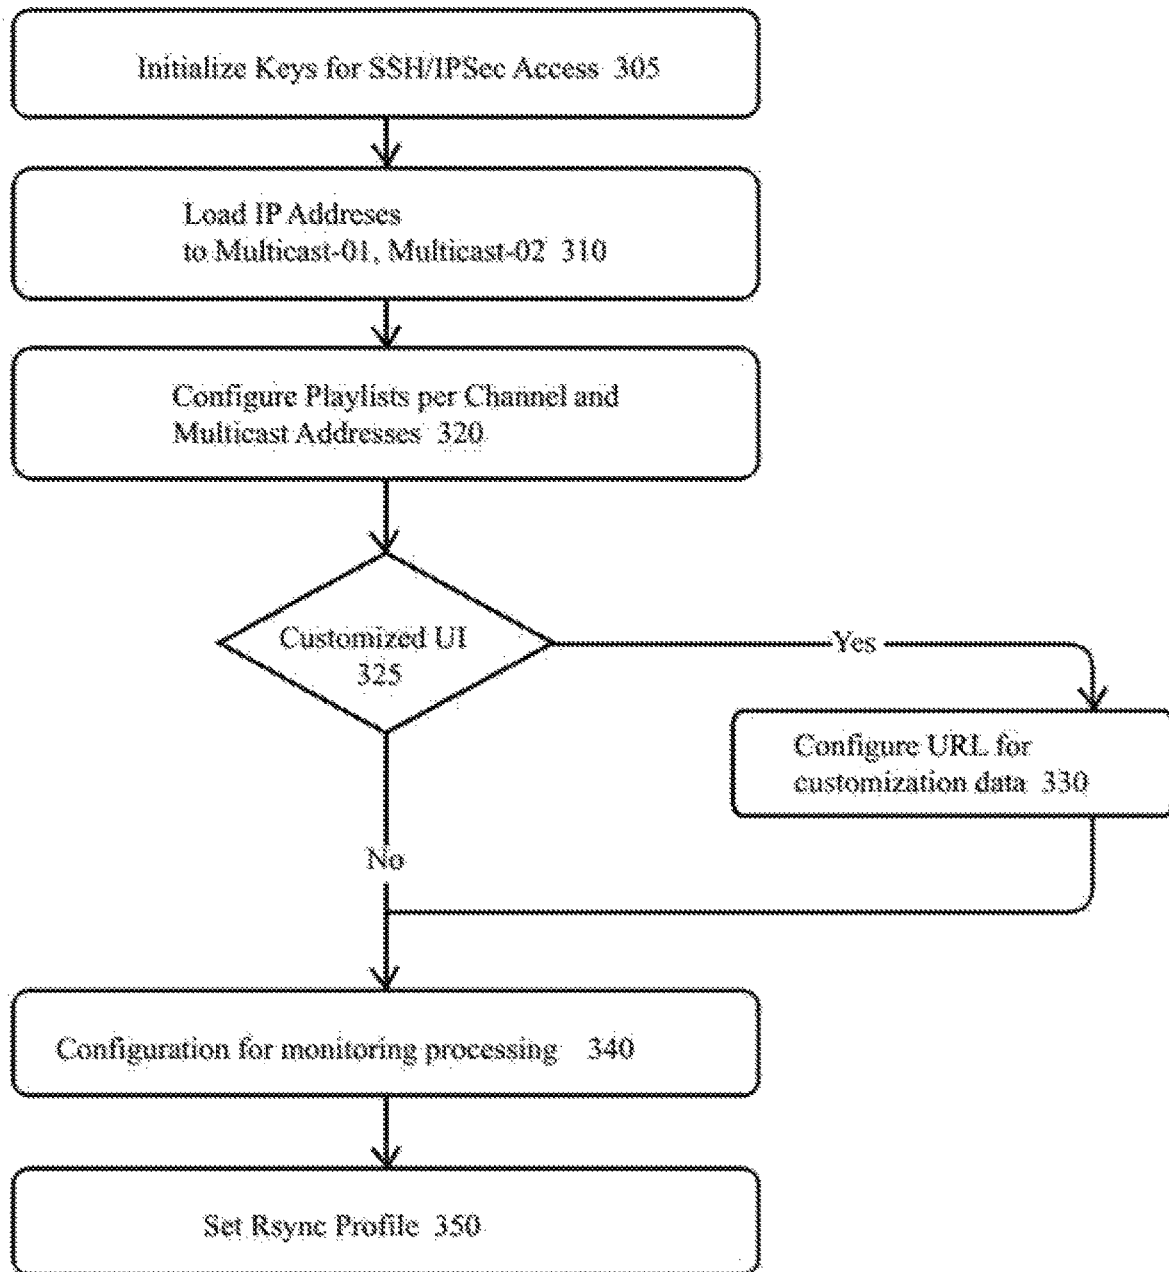 Initialize Keys for SSH/IPSec Access 305
Load IP Addreses
to Multicast-01, Multicast-02 310
Configure Playlists per Channel and
Multicast Addresses 320
Customized UI
325
Yes
Configure URL for
customization data 330
No
Configuration for monitoring processing 340
Set Rsync Profile 350